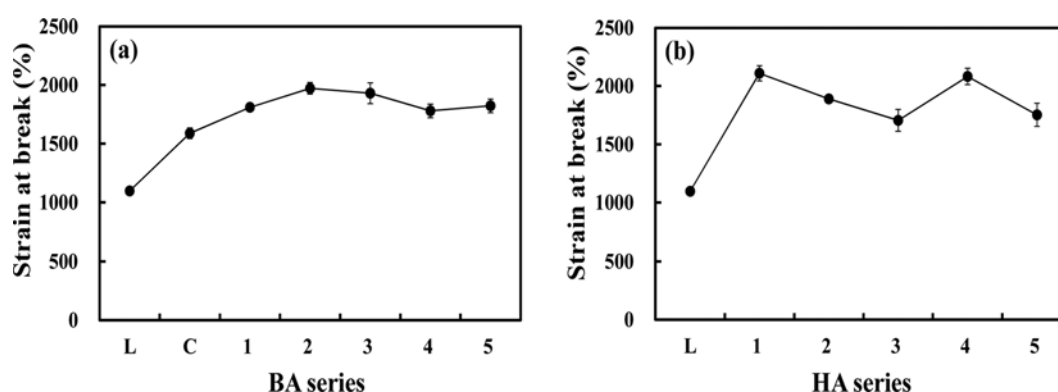 (a)
Strain at break (%)
2500
2000
1500
1000
500
0
L C 1 2 3 4 5
BA series
(b)
Strain at break (%)
2500
2000
1500
1000
500
0
L 1 2 3 4 5
HA series